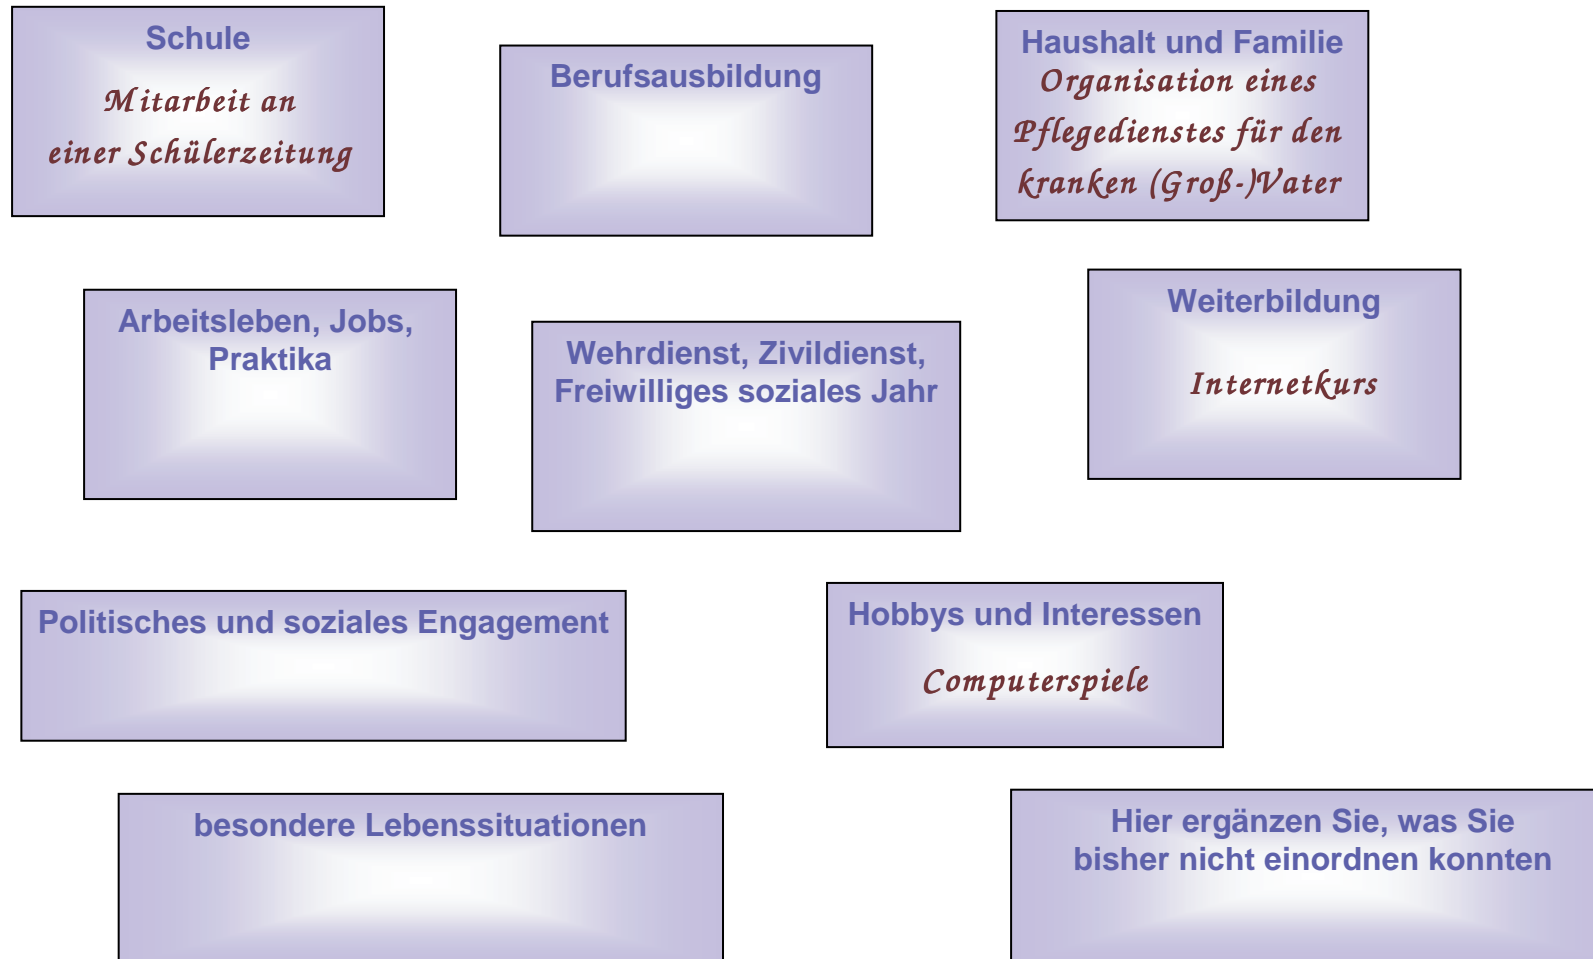 Schule
Mitarbeit an
einer Schülerzeitung
Berufsausbildung
Haushalt und Familie
Organisation eines
Pflegedienstes für den
kranken (Groß-)Vater
Arbeitsleben, Jobs,
Praktika
Wehrdienst, Zivildienst,
Freiwilliges soziales Jahr
Weiterbildung
Internetkurs
Politisches und soziales Engagement
Hobbys und Interessen
Computerspiele
besondere Lebenssituationen
Hier ergänzen Sie, was Sie
bisher nicht einordnen konnten